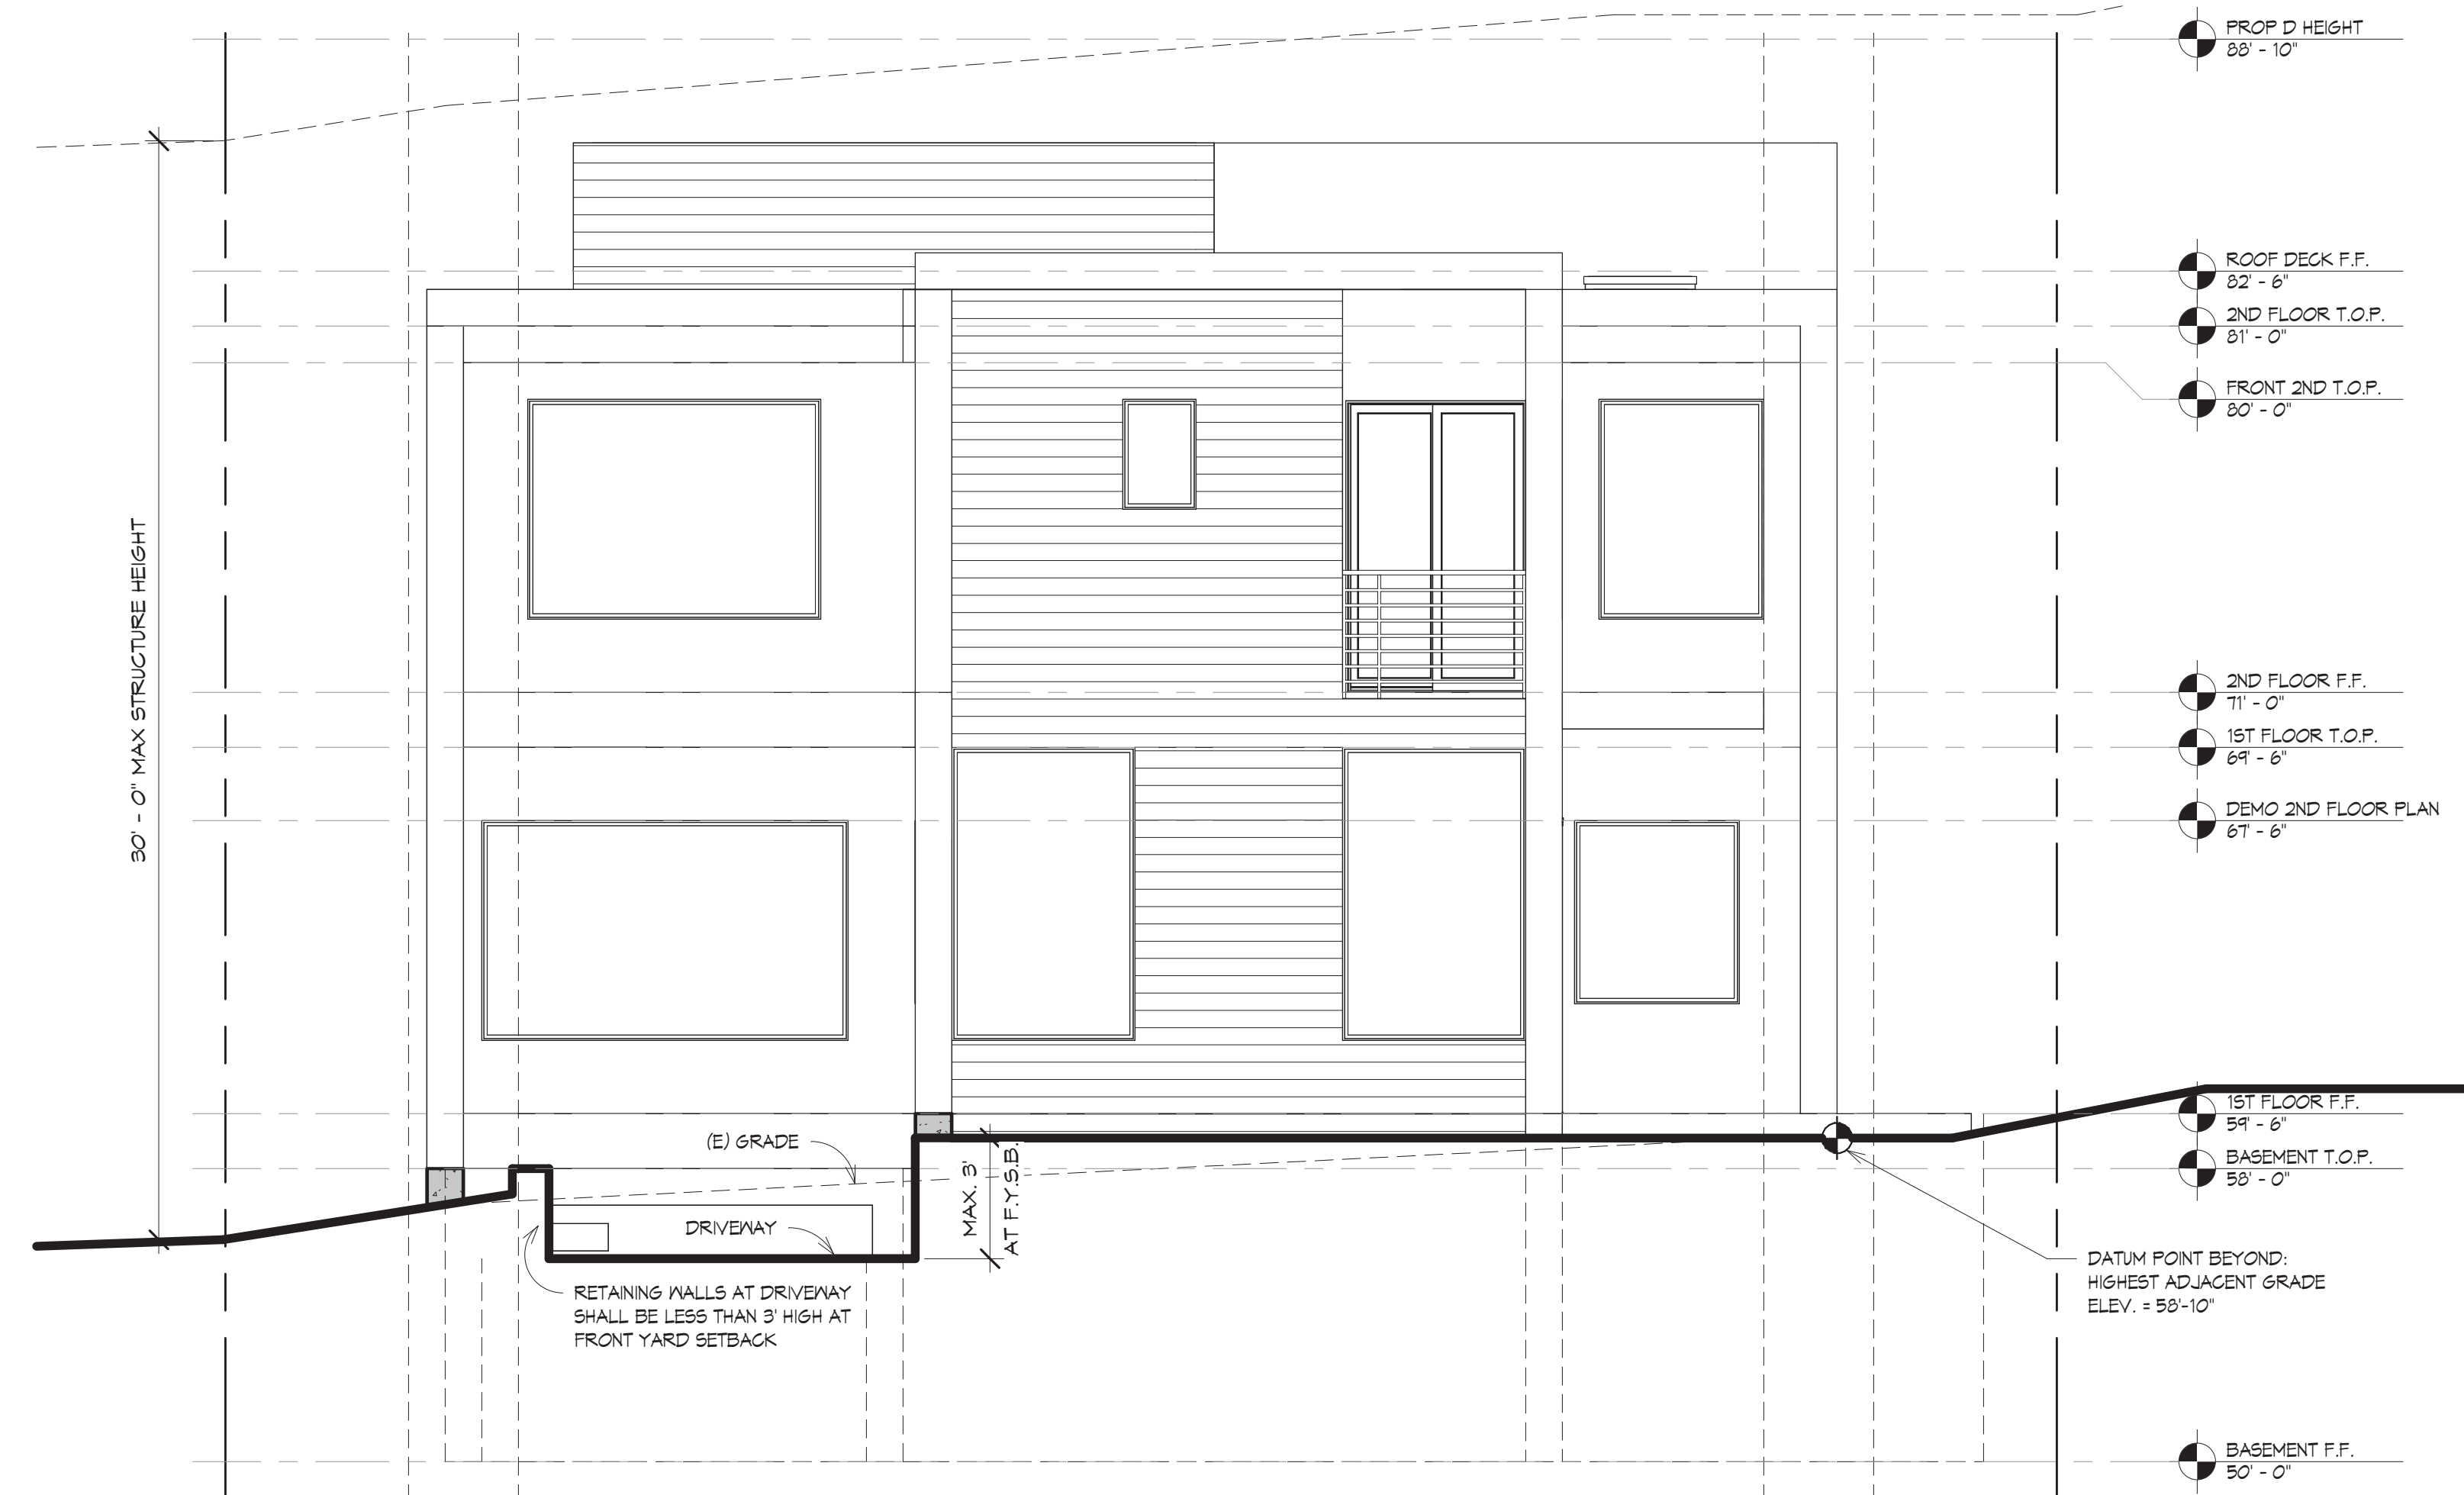 PROP D HEIGHT
88' - 10"
ROOF DECK F.F.
82' - 6"
2ND FLOOR T.O.P.
81' - 0"
FRONT 2ND T.O.P.
80' - 0"
30' - 0" MAX STRUCTURE HEIGHT
2ND FLOOR F.F.
71' - 0"
1ST FLOOR T.O.P.
69' - 6"
DEMO 2ND FLOOR PLAN
67' - 6"
1ST FLOOR F.F.
59' - 6"
(E) GRADE
BASEMENT T.O.P.
58' - 0"
MAX. 3'
AT F.Y.S.B.
DRIVEWAY
DATUM POINT BEYOND:
HIGHEST ADJACENT GRADE
ELEV. = 58'-10"
RETAINING WALLS AT DRIVEWAY
SHALL BE LESS THAN 3' HIGH AT
FRONT YARD SETBACK
BASEMENT F.F.
50' - 0"